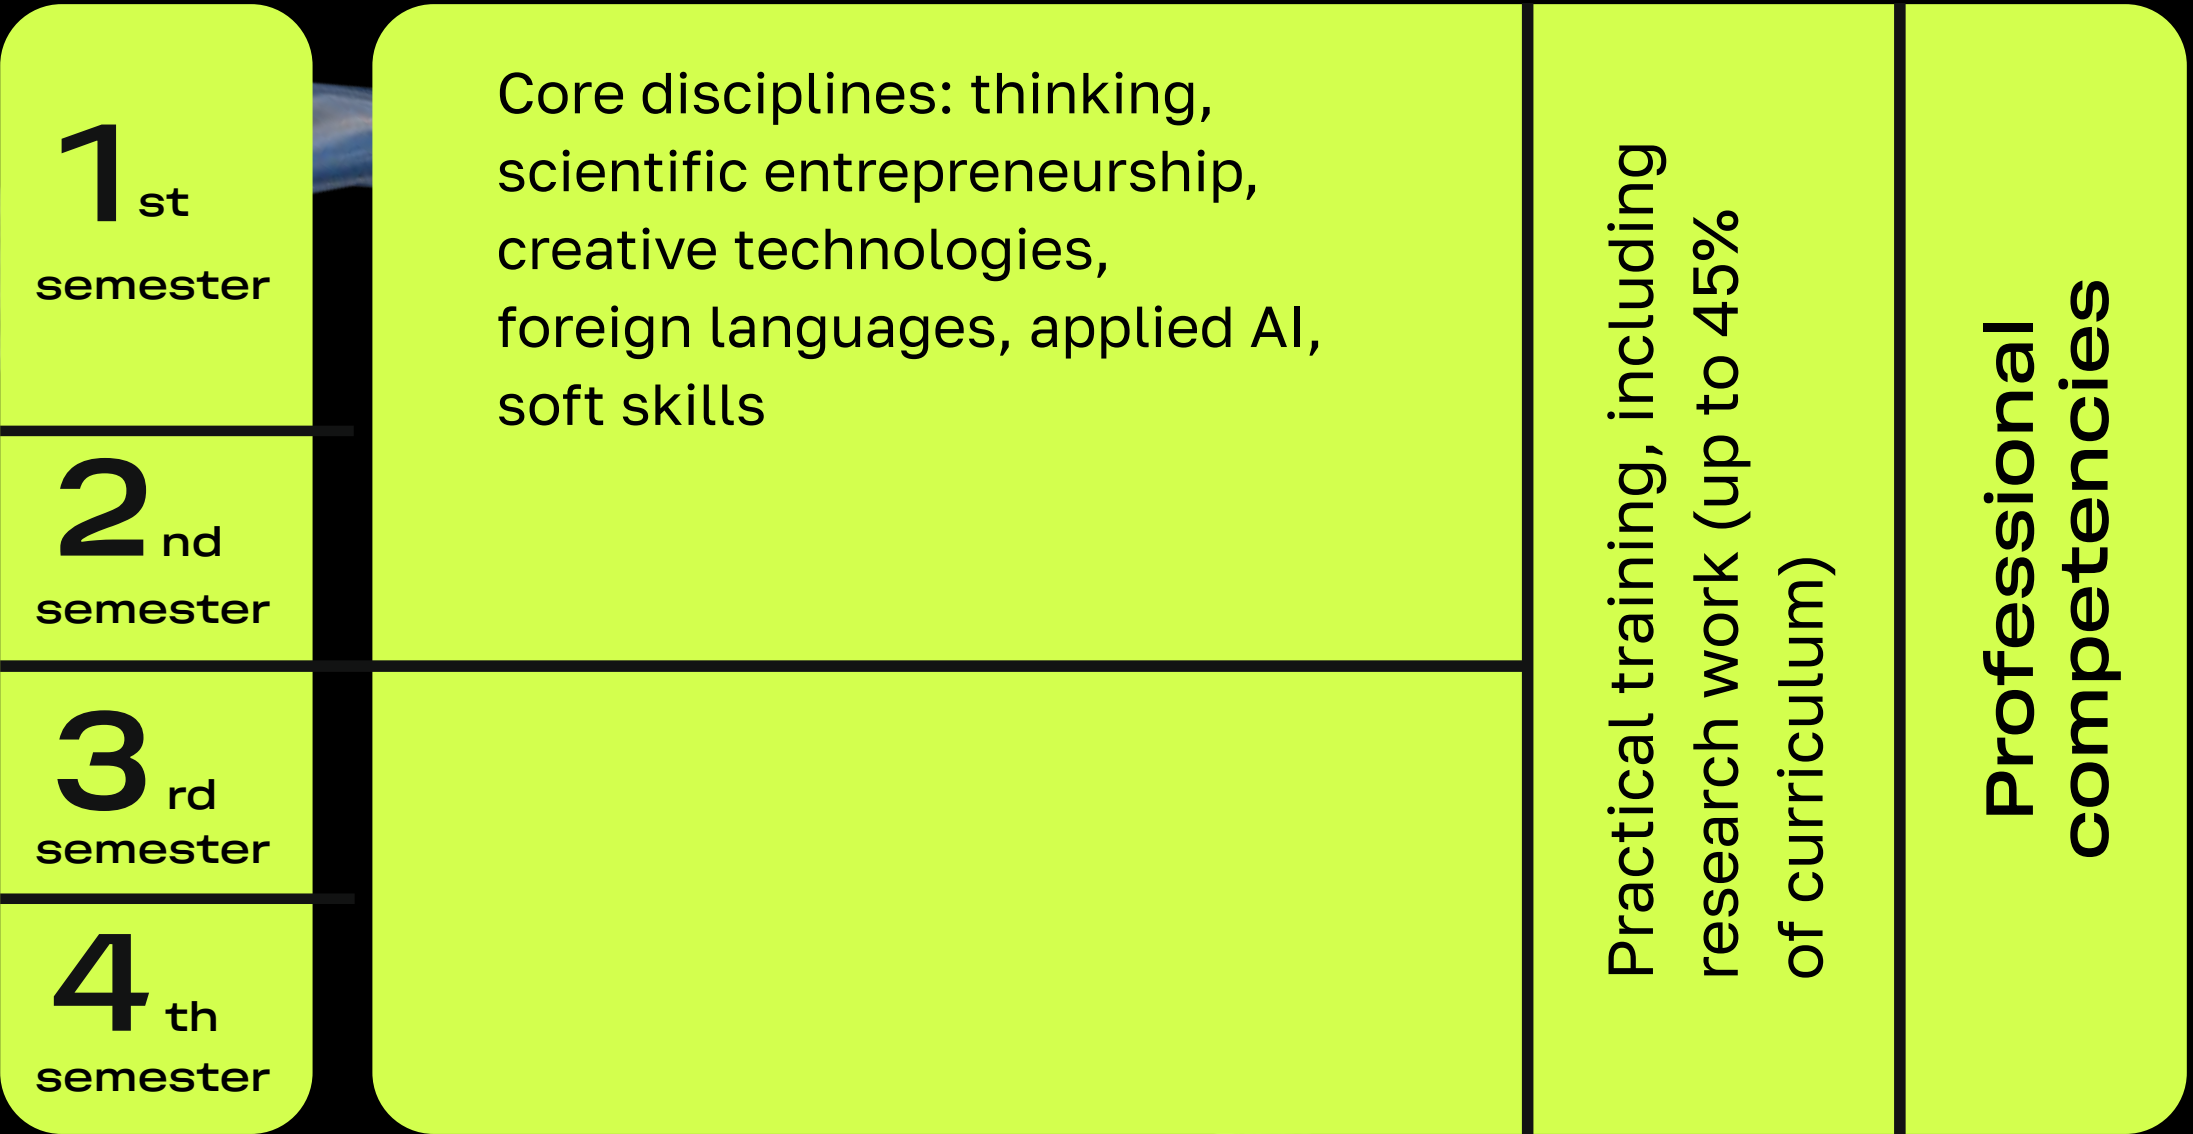 1st
semester
2nd
semester
3rd
semester
4th
semester
Core disciplines: thinking,
scientific entrepreneurship,
creative technologies,
foreign languages, applied AI,
soft skills
Practical training, including
research work (up to 45%
of curriculum)
Professional
competencies